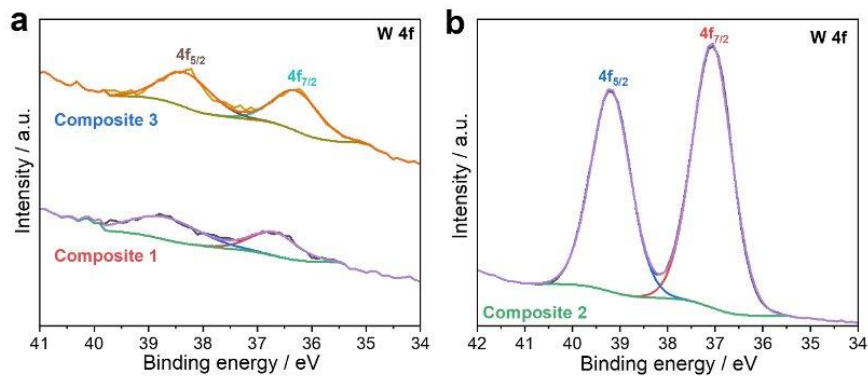 a
W 4f
4f5/2
4f7/2
Composite 3
Composite 1
Intensity / a.u.
41 40 39 38 37 36 35 34
Binding energy / eV
b
W 4f
4f7/2
4f5/2
Composite 2
Intensity / a.u.
42 41 40 39 38 37 36 35 34
Binding energy / eV